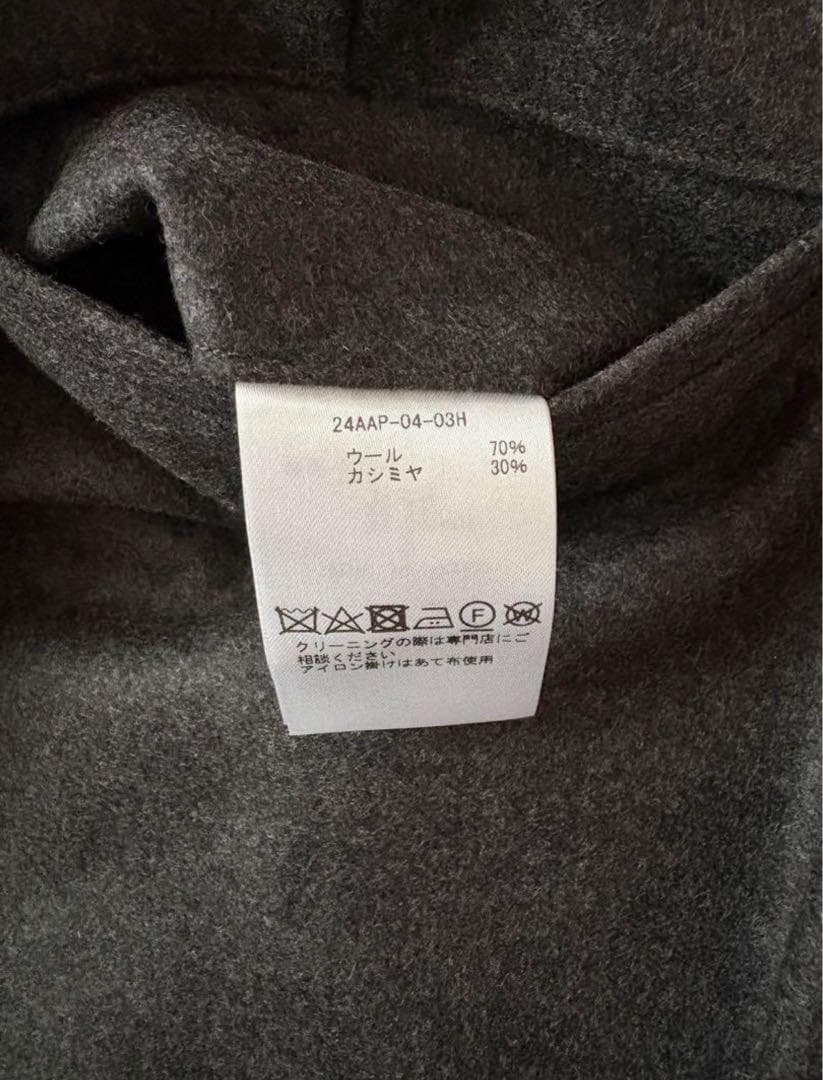 24AAP-04-03H
ウール 70%
カシミヤ 30%
F W
クリーニングの際は専門店にご
相談ください
アイロン掛けはあて布使用